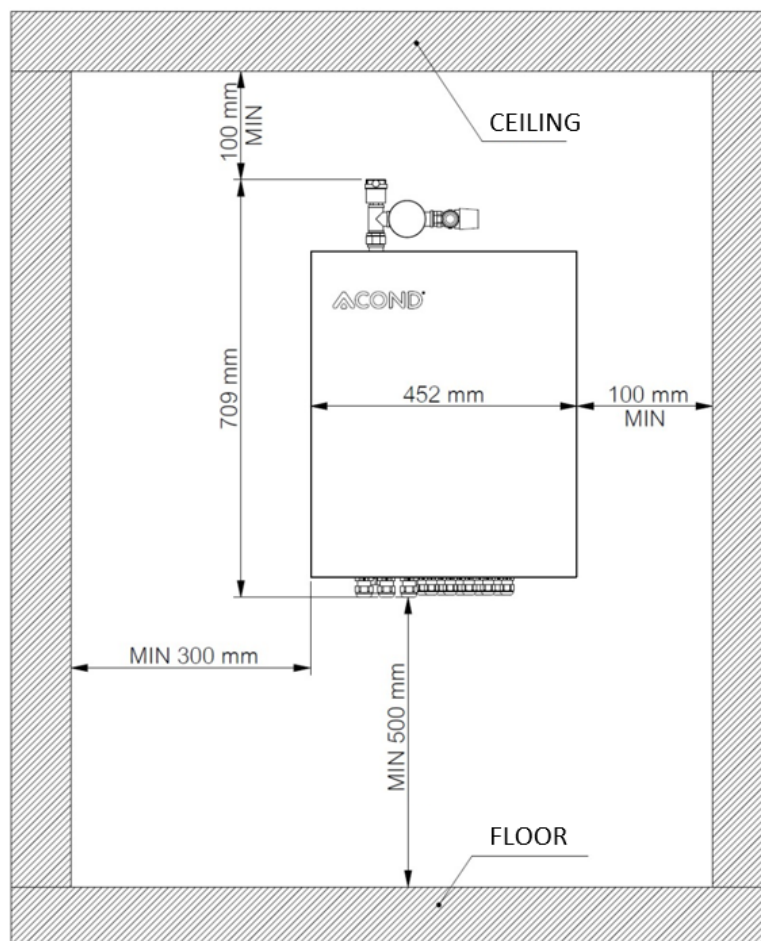 100 mm
MIN
CEILING
ACOND
709 mm
452 mm
100 mm
MIN
MIN 300 mm
MIN 500 mm
FLOOR